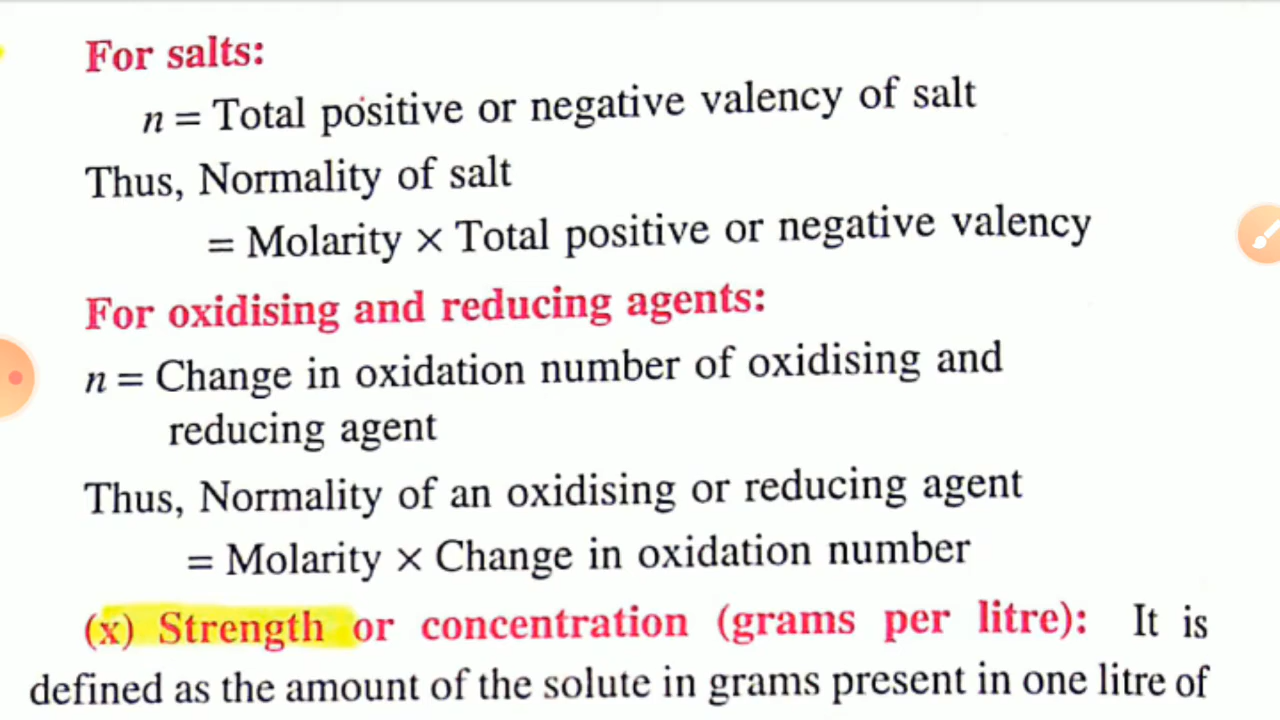 For salts:
n = Total positive or negative valency of salt
Thus, Normality of salt
= Molarity × Total positive or negative valency
For oxidising and reducing agents:
n = Change in oxidation number of oxidising and
reducing agent
Thus, Normality of an oxidising or reducing agent
= Molarity × Change in oxidation number
(x) Strength or concentration (grams per litre): It is
defined as the amount of the solute in grams present in one litre of